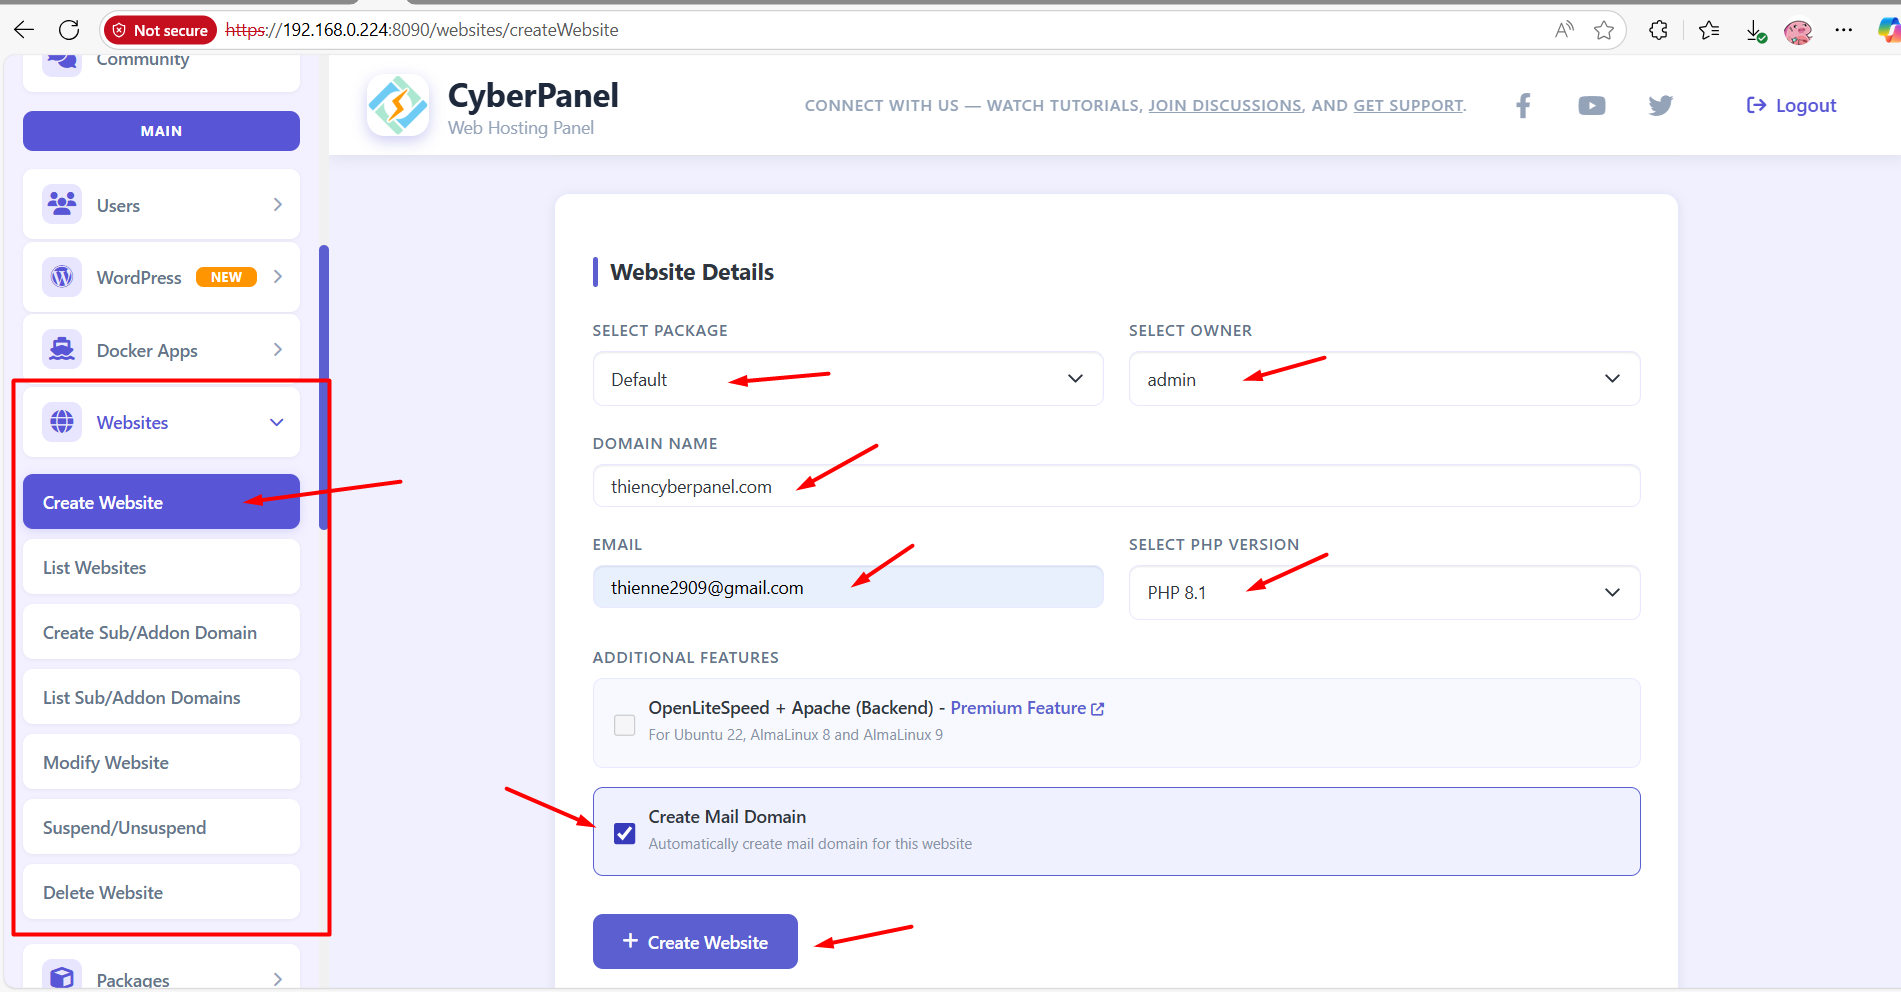 Not secure
https://192.168.0.224:8090/websites/createWebsite
Community
MAIN
Users
WordPress NEW
Docker Apps
Websites
Create Website
List Websites
Create Sub/Addon Domain
List Sub/Addon Domains
Modify Website
Suspend/Unsuspend
Delete Website
Packages
CyberPanel
Web Hosting Panel
CONNECT WITH US — WATCH TUTORIALS, JOIN DISCUSSIONS, AND GET SUPPORT.
Logout
Website Details
SELECT PACKAGE
Default
SELECT OWNER
admin
DOMAIN NAME
thiencyberpanel.com
EMAIL
thienne2909@gmail.com
SELECT PHP VERSION
PHP 8.1
ADDITIONAL FEATURES
OpenLiteSpeed + Apache (Backend) - Premium Feature
For Ubuntu 22, AlmaLinux 8 and AlmaLinux 9
Create Mail Domain
Automatically create mail domain for this website
+ Create Website